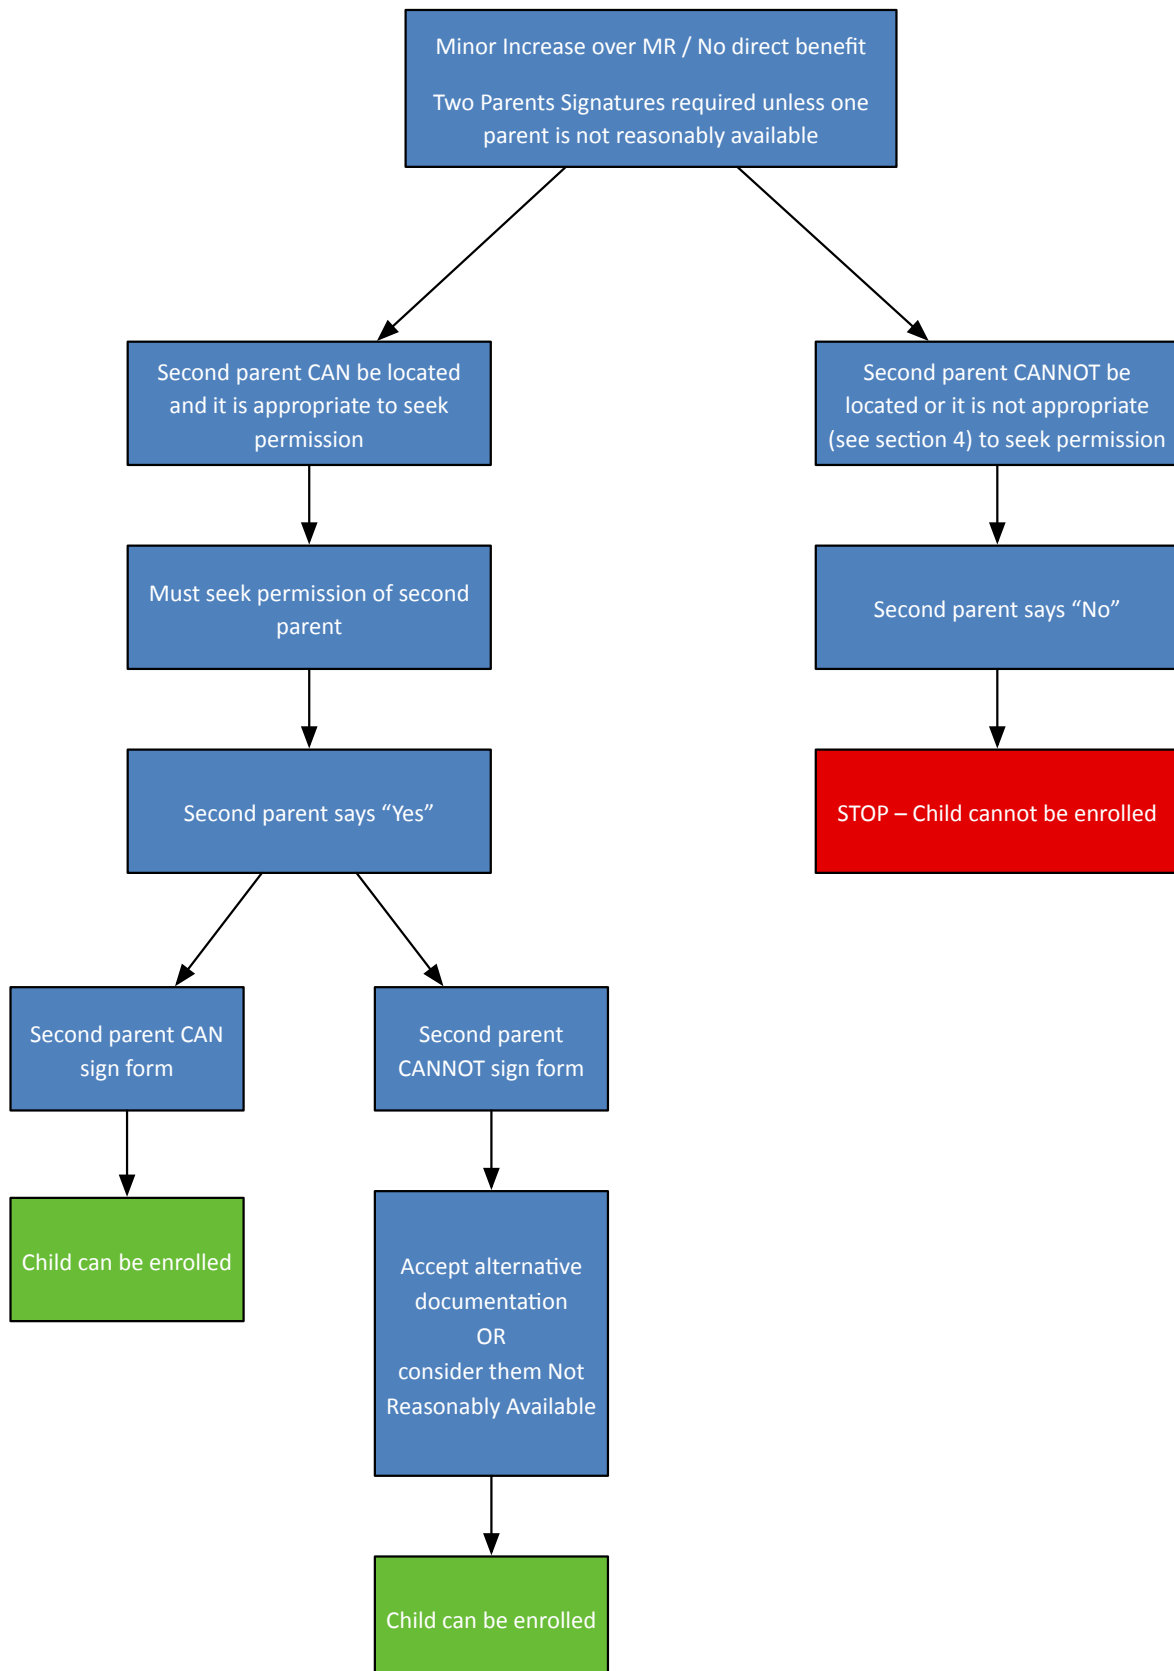 Minor Increase over MR / No direct benefit
Two Parents Signatures required unless one
parent is not reasonably available
Second parent CAN be located
and it is appropriate to seek
permission
Second parent CANNOT be
located or it is not appropriate
(see section 4) to seek permission
Must seek permission of second
parent
Second parent says “No”
Second parent says “Yes”
STOP – Child cannot be enrolled
Second parent CAN
sign form
Second parent
CANNOT sign form
Child can be enrolled
Accept alternative
documentation
OR
consider them Not
Reasonably Available
Child can be enrolled